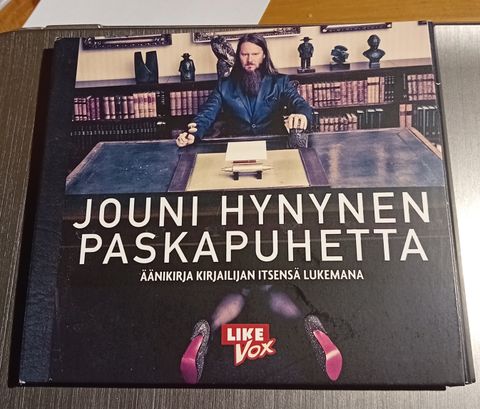 JOUNI HYNYNEN
PASKAPUHETTA
ÄÄNIKIRJA KIRJAILIJAN ITSENSÄ LUKEMANA
LIKE
VOX